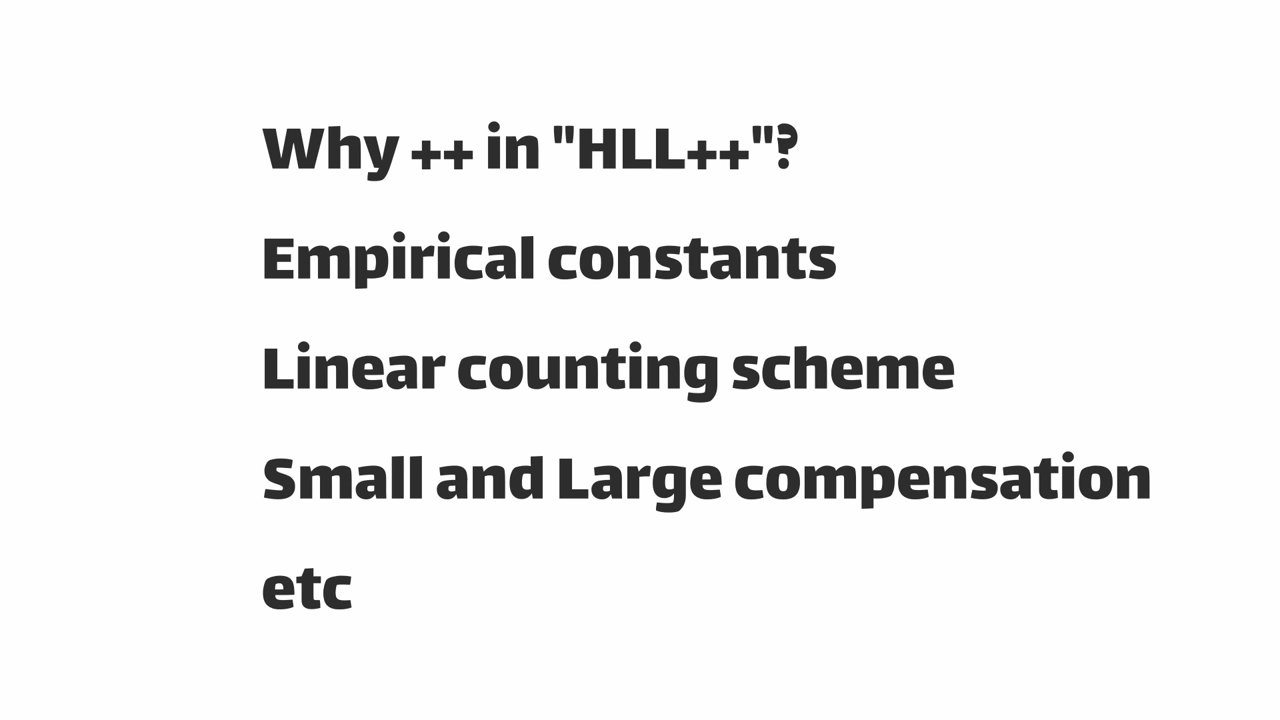 Why ++ in "HLL++"?
Empirical constants
Linear counting scheme
Small and Large compensation
etc